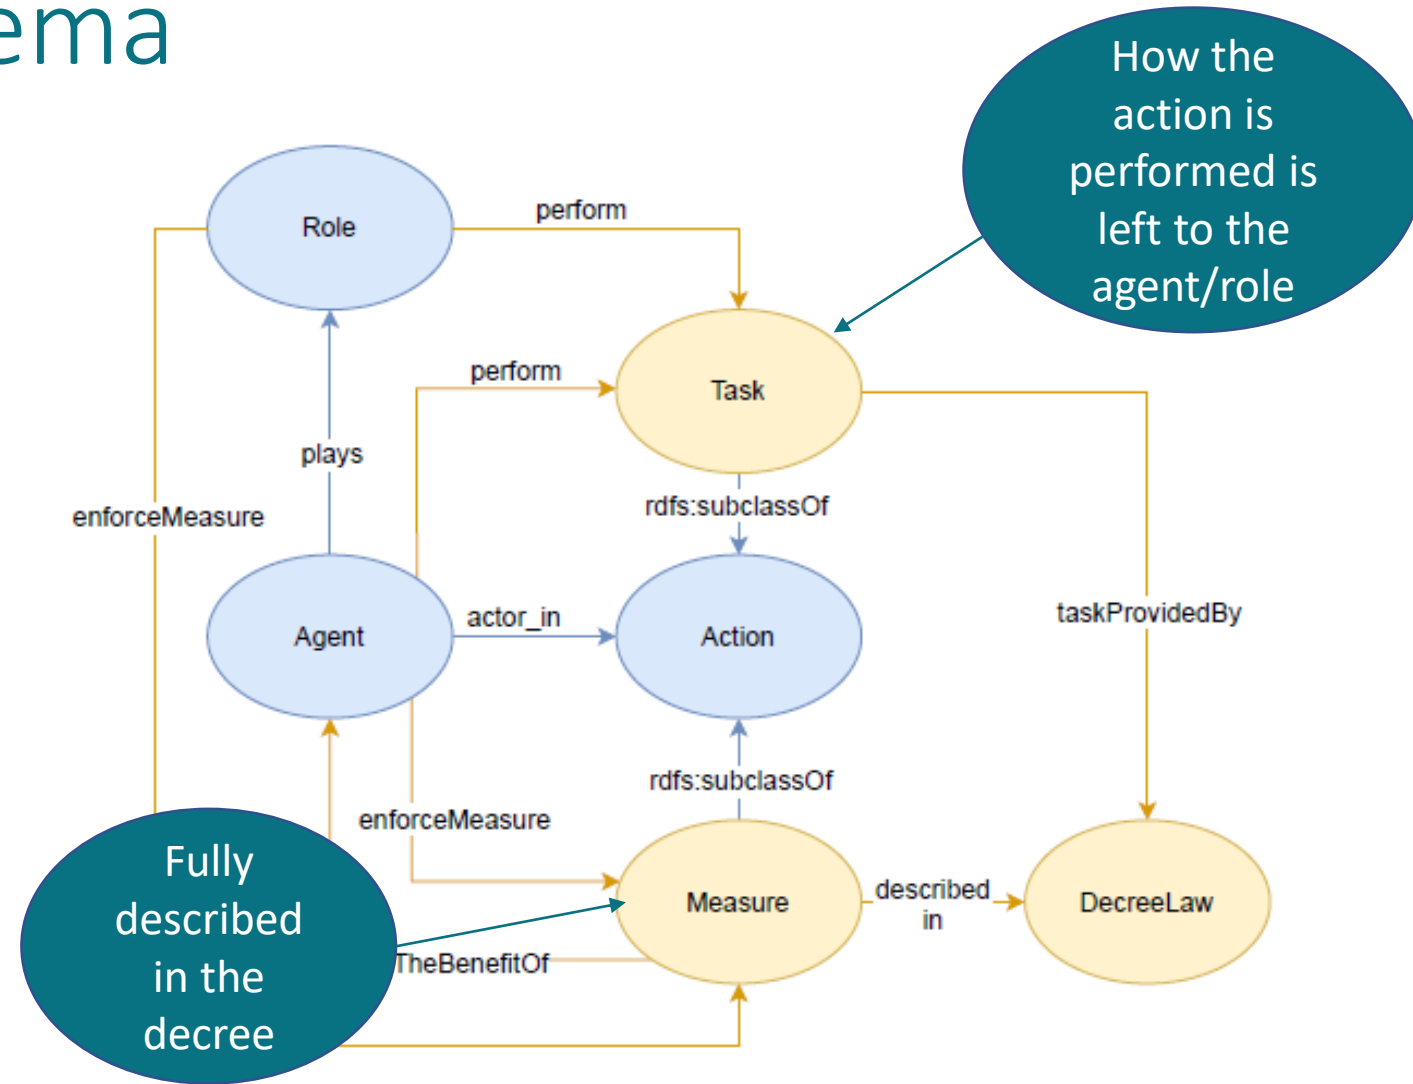 ema
How the
action is
performed is
left to the
agent/role
Role
perform
perform
Task
plays
rdfs:subclassOf
enforceMeasure
Agent
actor_in
Action
taskProvidedBy
rdfs:subclassOf
enforceMeasure
Fully
described
in the
decree
Measure
described
in
DecreeLaw
TheBenefitOf